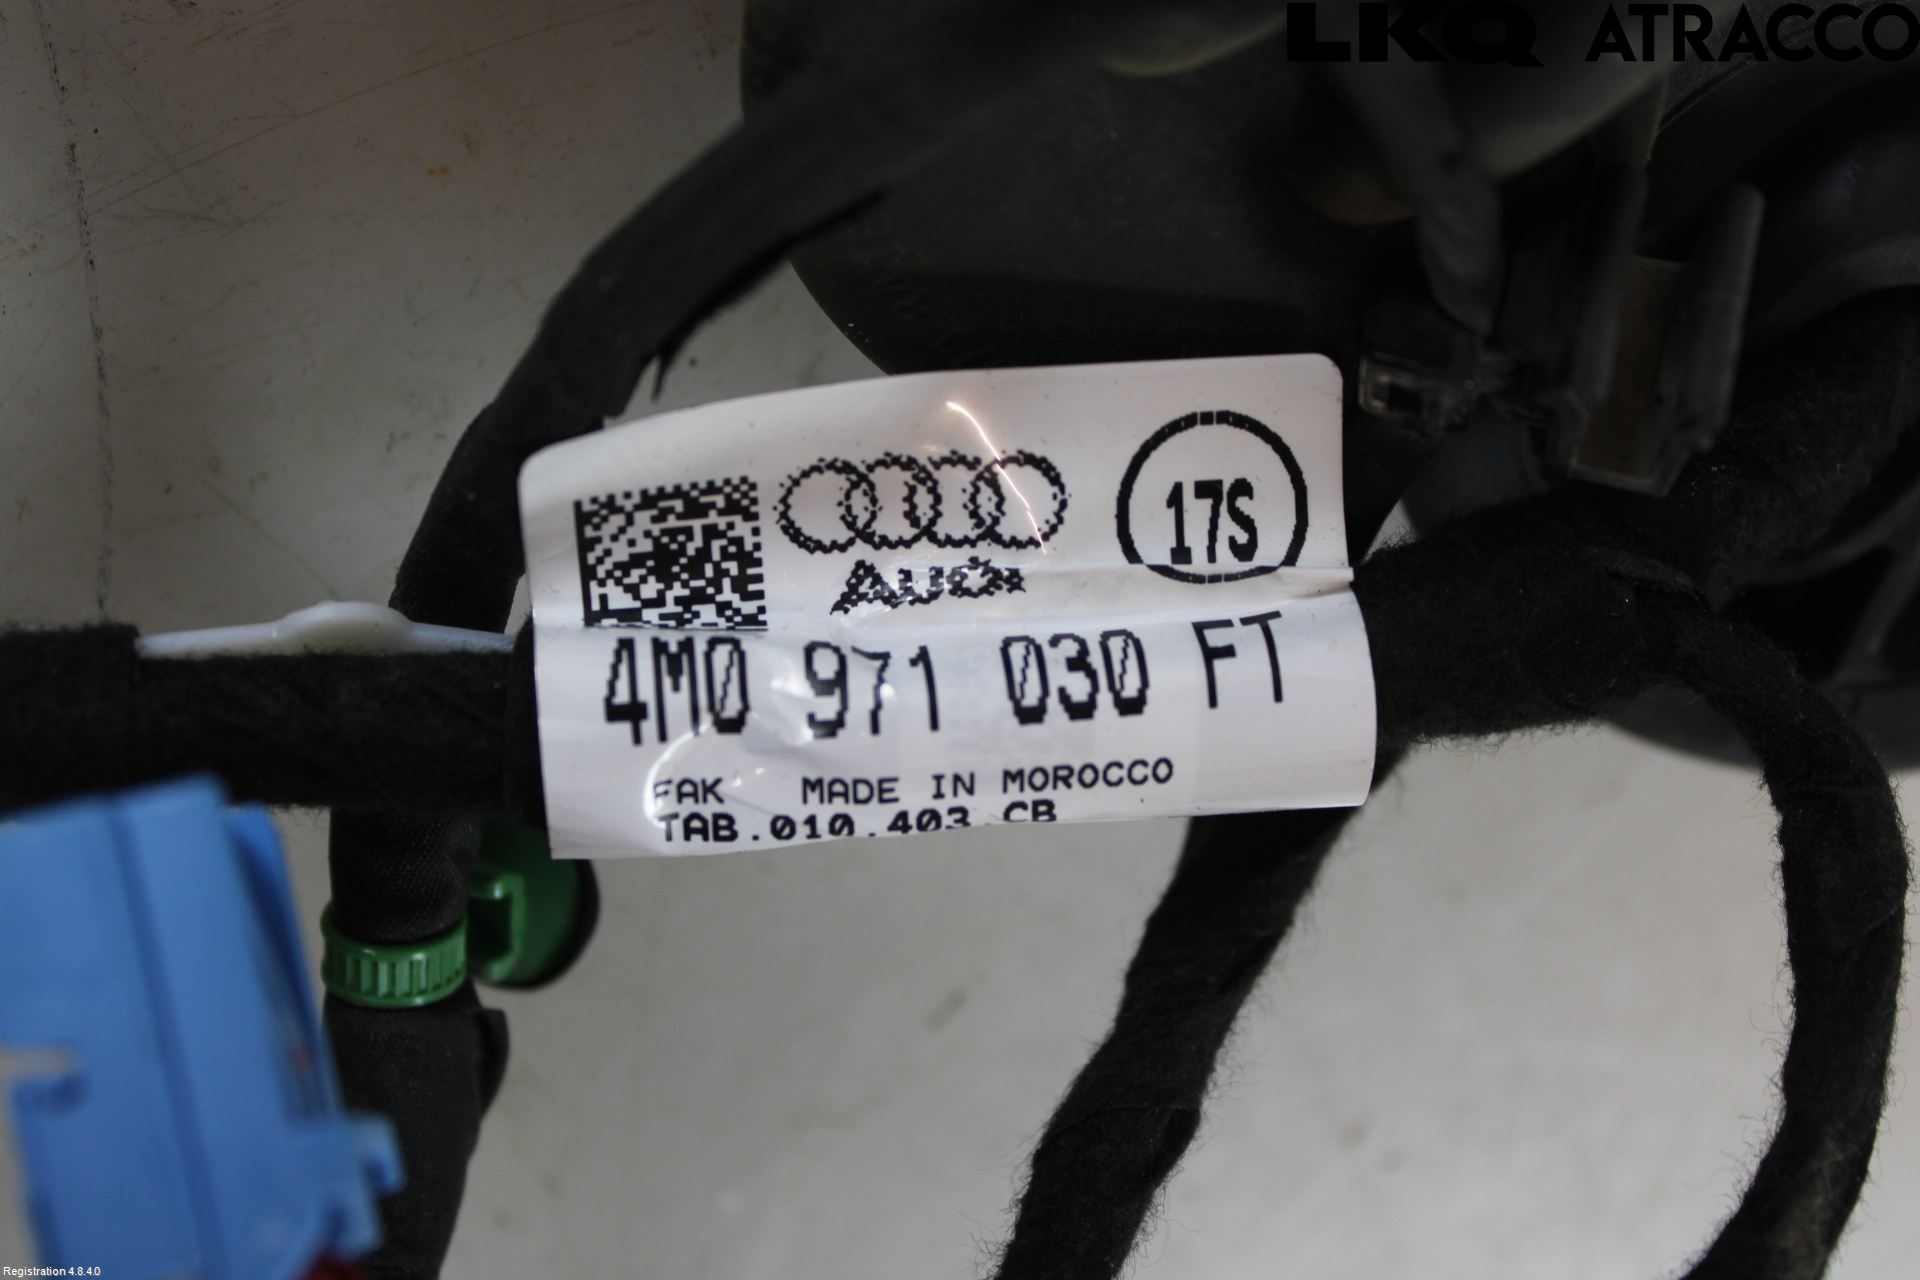 LKQ ATRACCO
17S
AUDI
4M0 971 030 FT
FAK MADE IN MOROCCO
TAB.010.403.CB
Registration 4.8.4.0